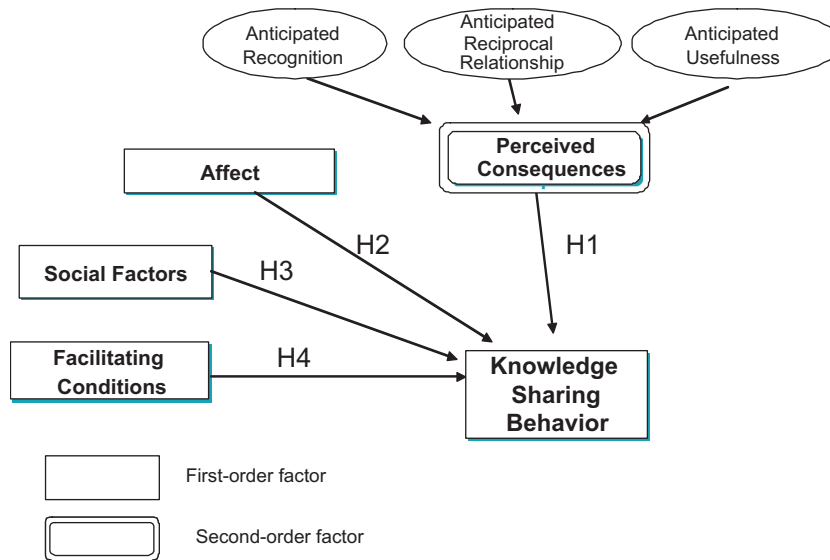 Anticipated
Recognition
Anticipated
Reciprocal
Relationship
Anticipated
Usefulness
Perceived
Consequences
Affect
H2
H1
Social Factors
H3
Facilitating
Conditions
H4
Knowledge
Sharing
Behavior
First-order factor
Second-order factor